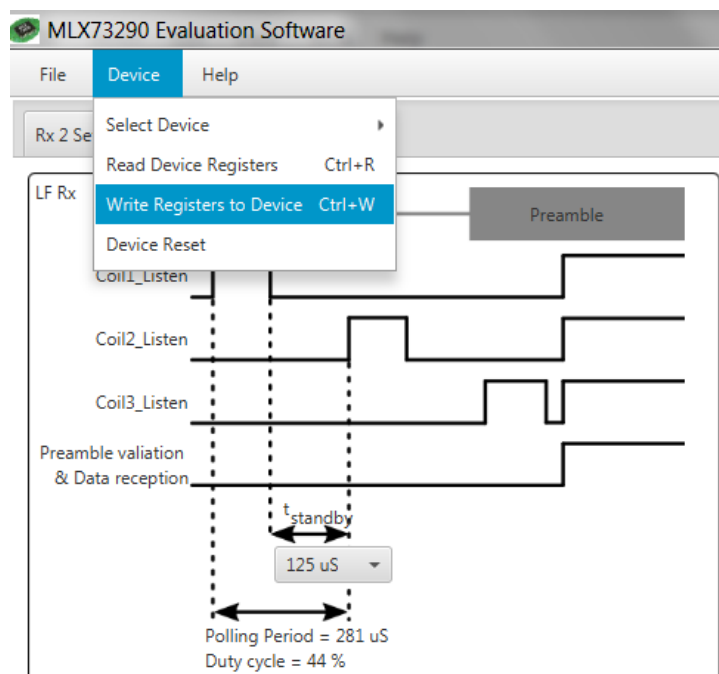 MLX73290 Evaluation Software
File Device Help
Rx 2 Se
Select Device
Read Device Registers Ctrl+R
Write Registers to Device Ctrl+W
Device Reset
LF Rx
Preamble
Coil1_Listen
Coil2_Listen
Coil3_Listen
Preamble valiation
& Data reception
tstandby
125 uS
Polling Period = 281 uS
Duty cycle = 44 %